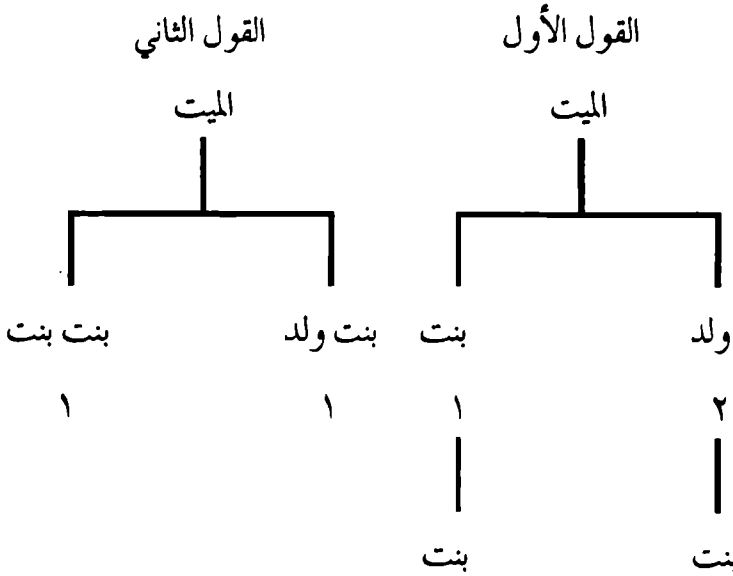 القول الأول القول الثاني
الميت الميت
ولد بنت بنت ولد بنت بنت
٢ ١ ١ ١
بنت بنت